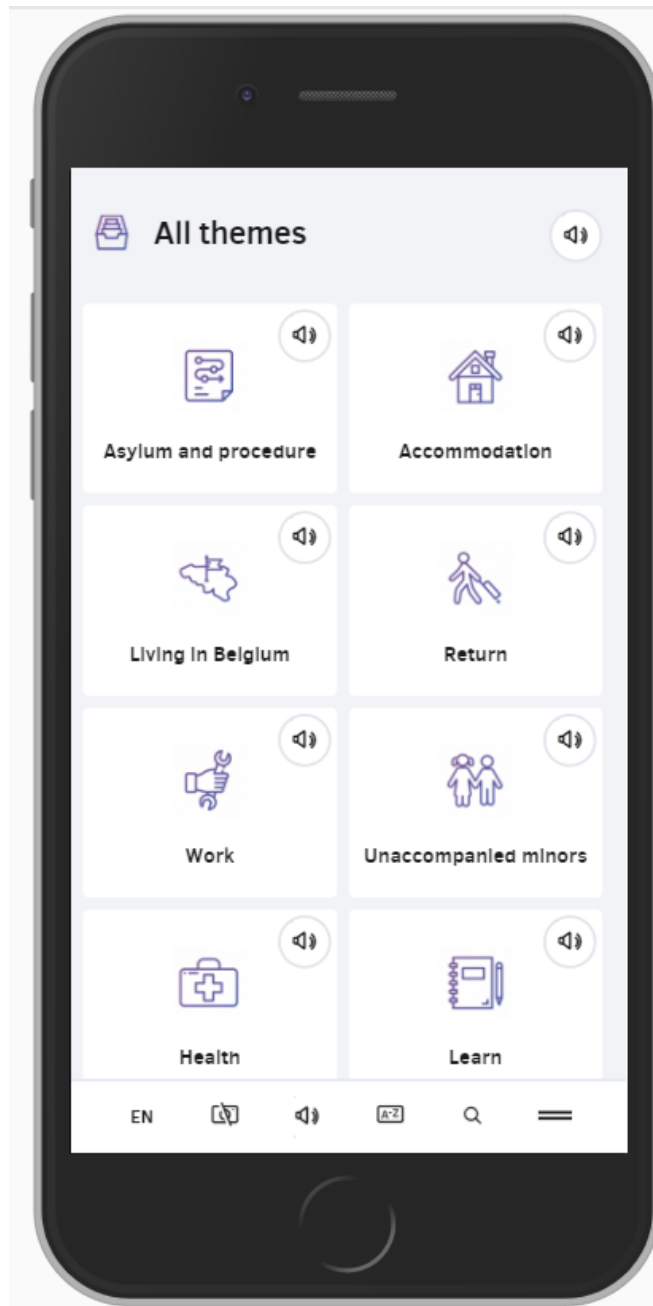 All themes
Asylum and procedure
Accommodation
Living in Belgium
Return
Work
Unaccompanied minors
Health
Learn
EN
A-Z